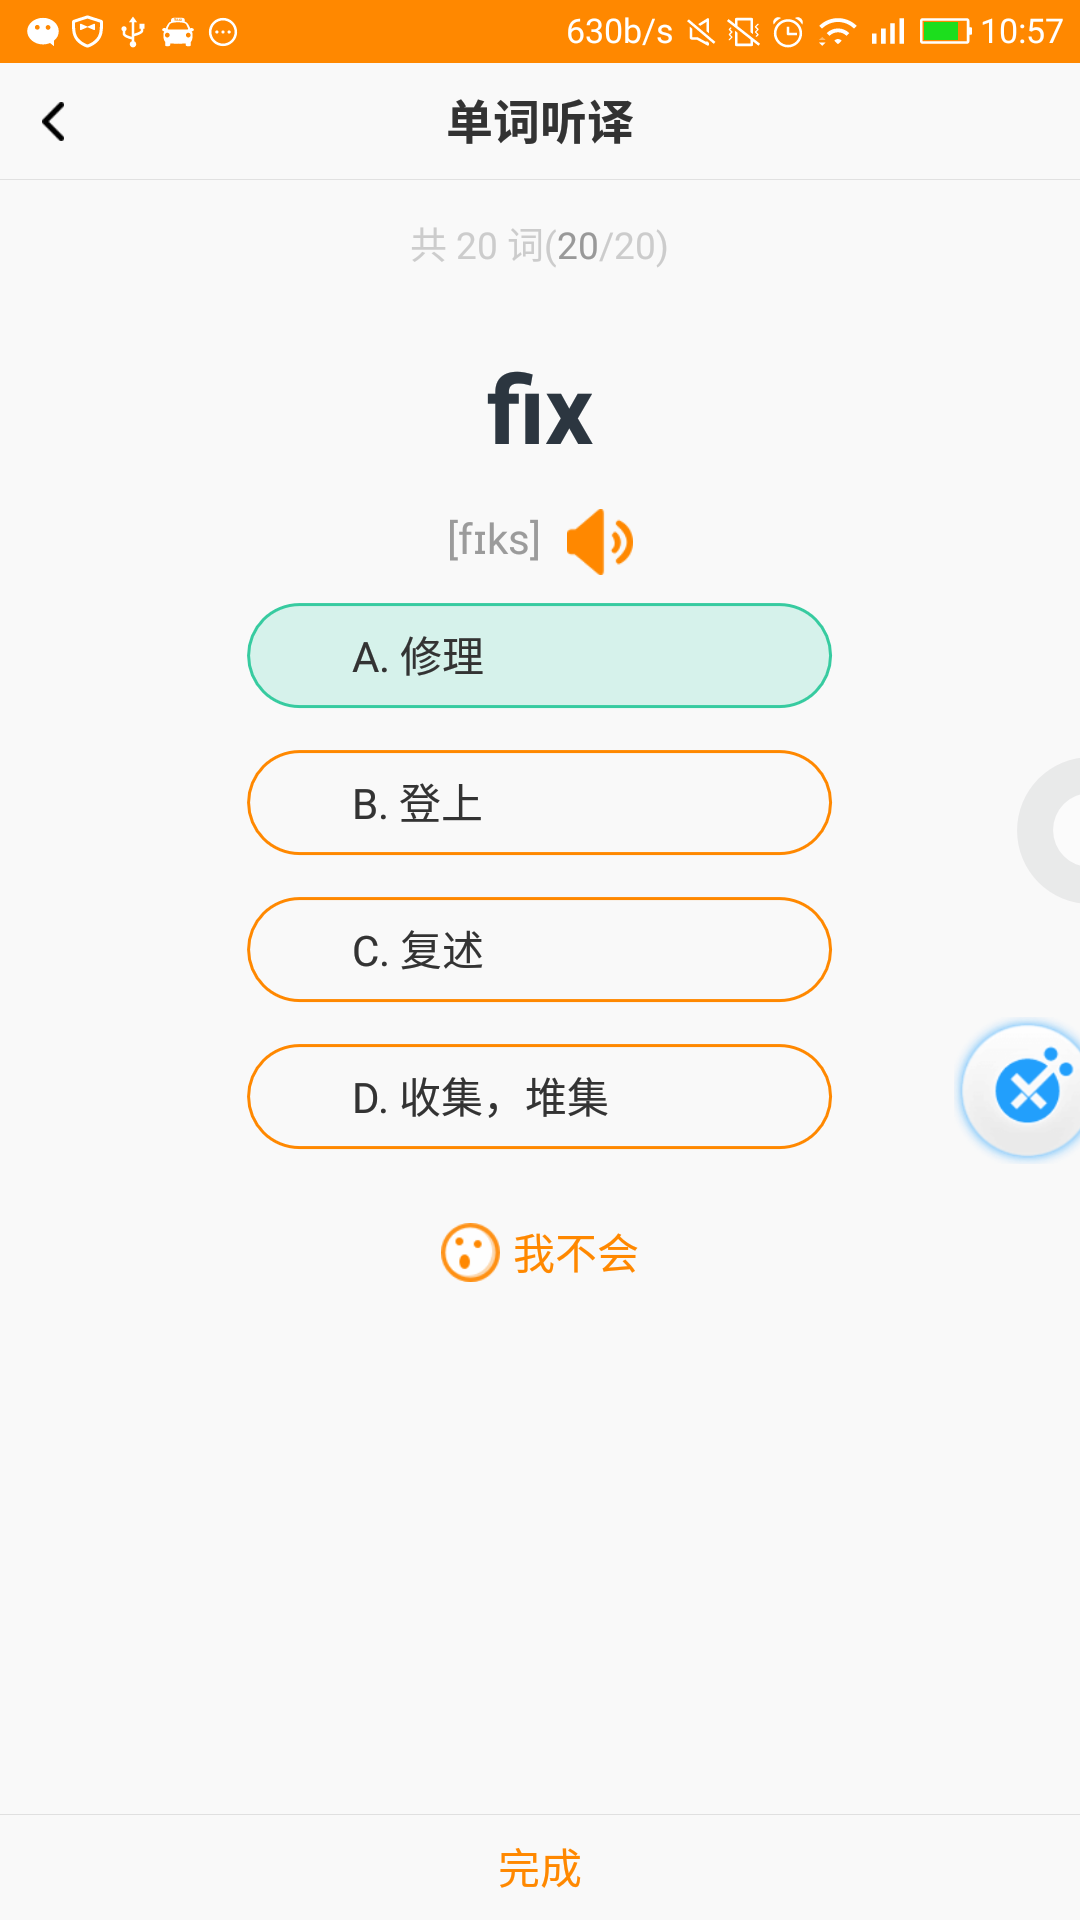 630b/s 10:57
单词听译
共 20 词(20/20)
fix
[fɪks]
A. 修理
B. 登上
C. 复述
D. 收集，堆集
我不会
完成